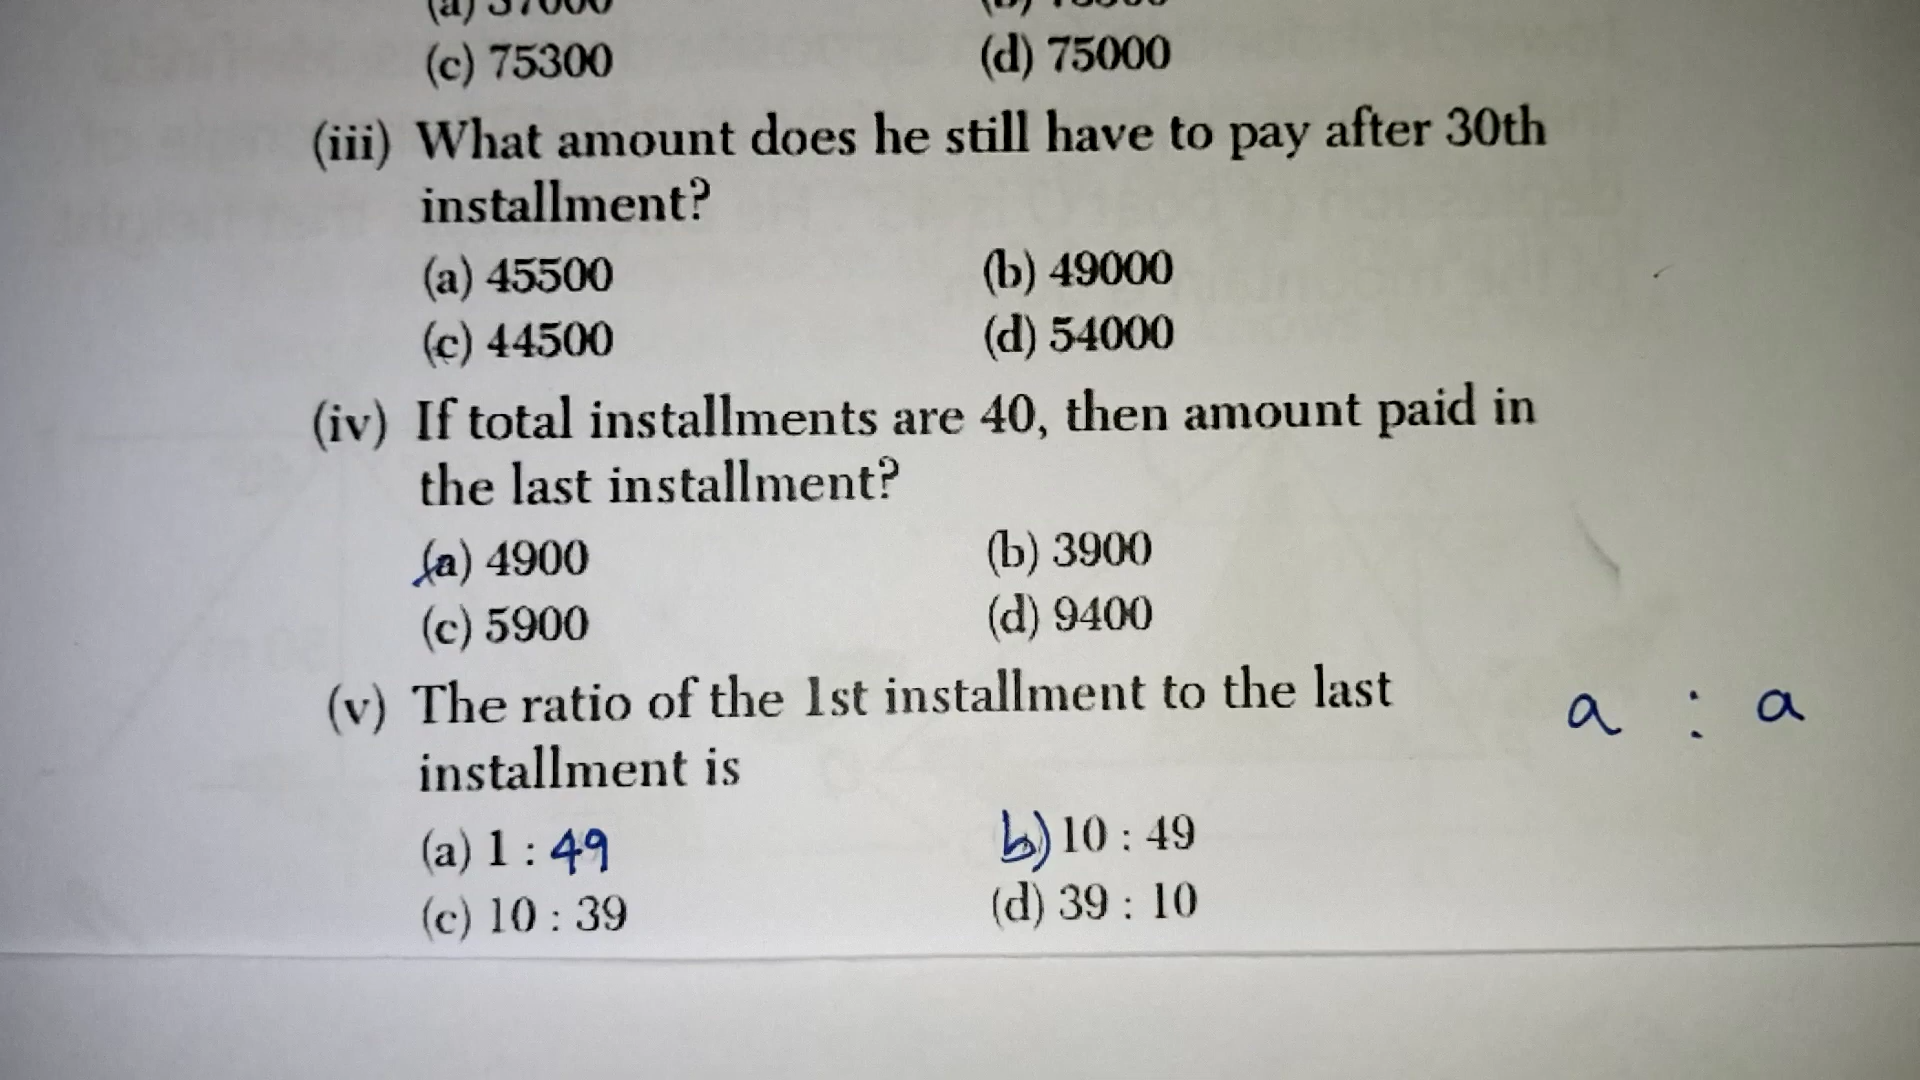 (c) 75300 (d) 75000
(iii) What amount does he still have to pay after 30th
installment?
(a) 45500 (b) 49000
(c) 44500 (d) 54000
(iv) If total installments are 40, then amount paid in
the last installment?
(a) 4900 (b) 3900
(c) 5900 (d) 9400
(v) The ratio of the 1st installment to the last a : a
installment is
(a) 1 : 49 b) 10 : 49
(c) 10 : 39 (d) 39 : 10